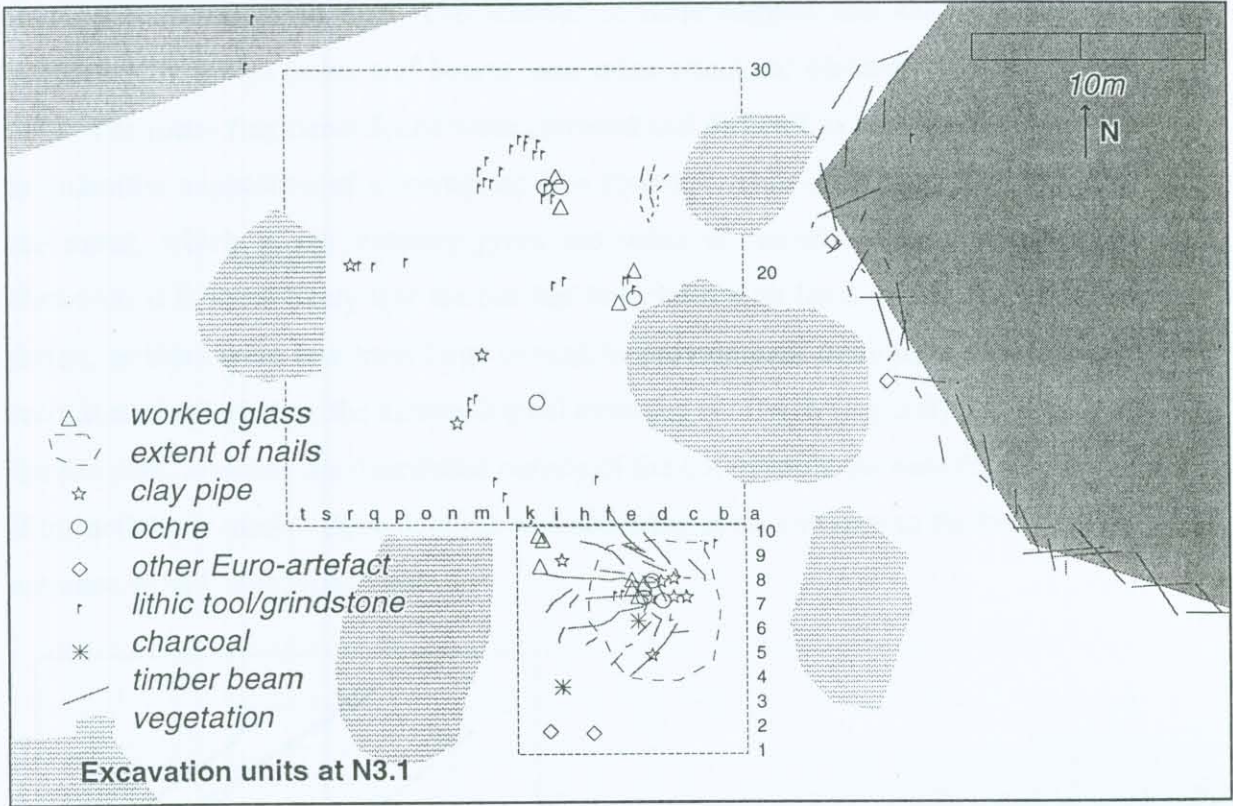 30
10m
N
20
worked glass
extent of nails
clay pipe
ochre
other Euro-artefact
lithic tool/grindstone
charcoal
timber beam
vegetation
t s r q p o n m l k i h f e d c b a
10
9
8
7
6
5
4
3
2
1
Excavation units at N3.1